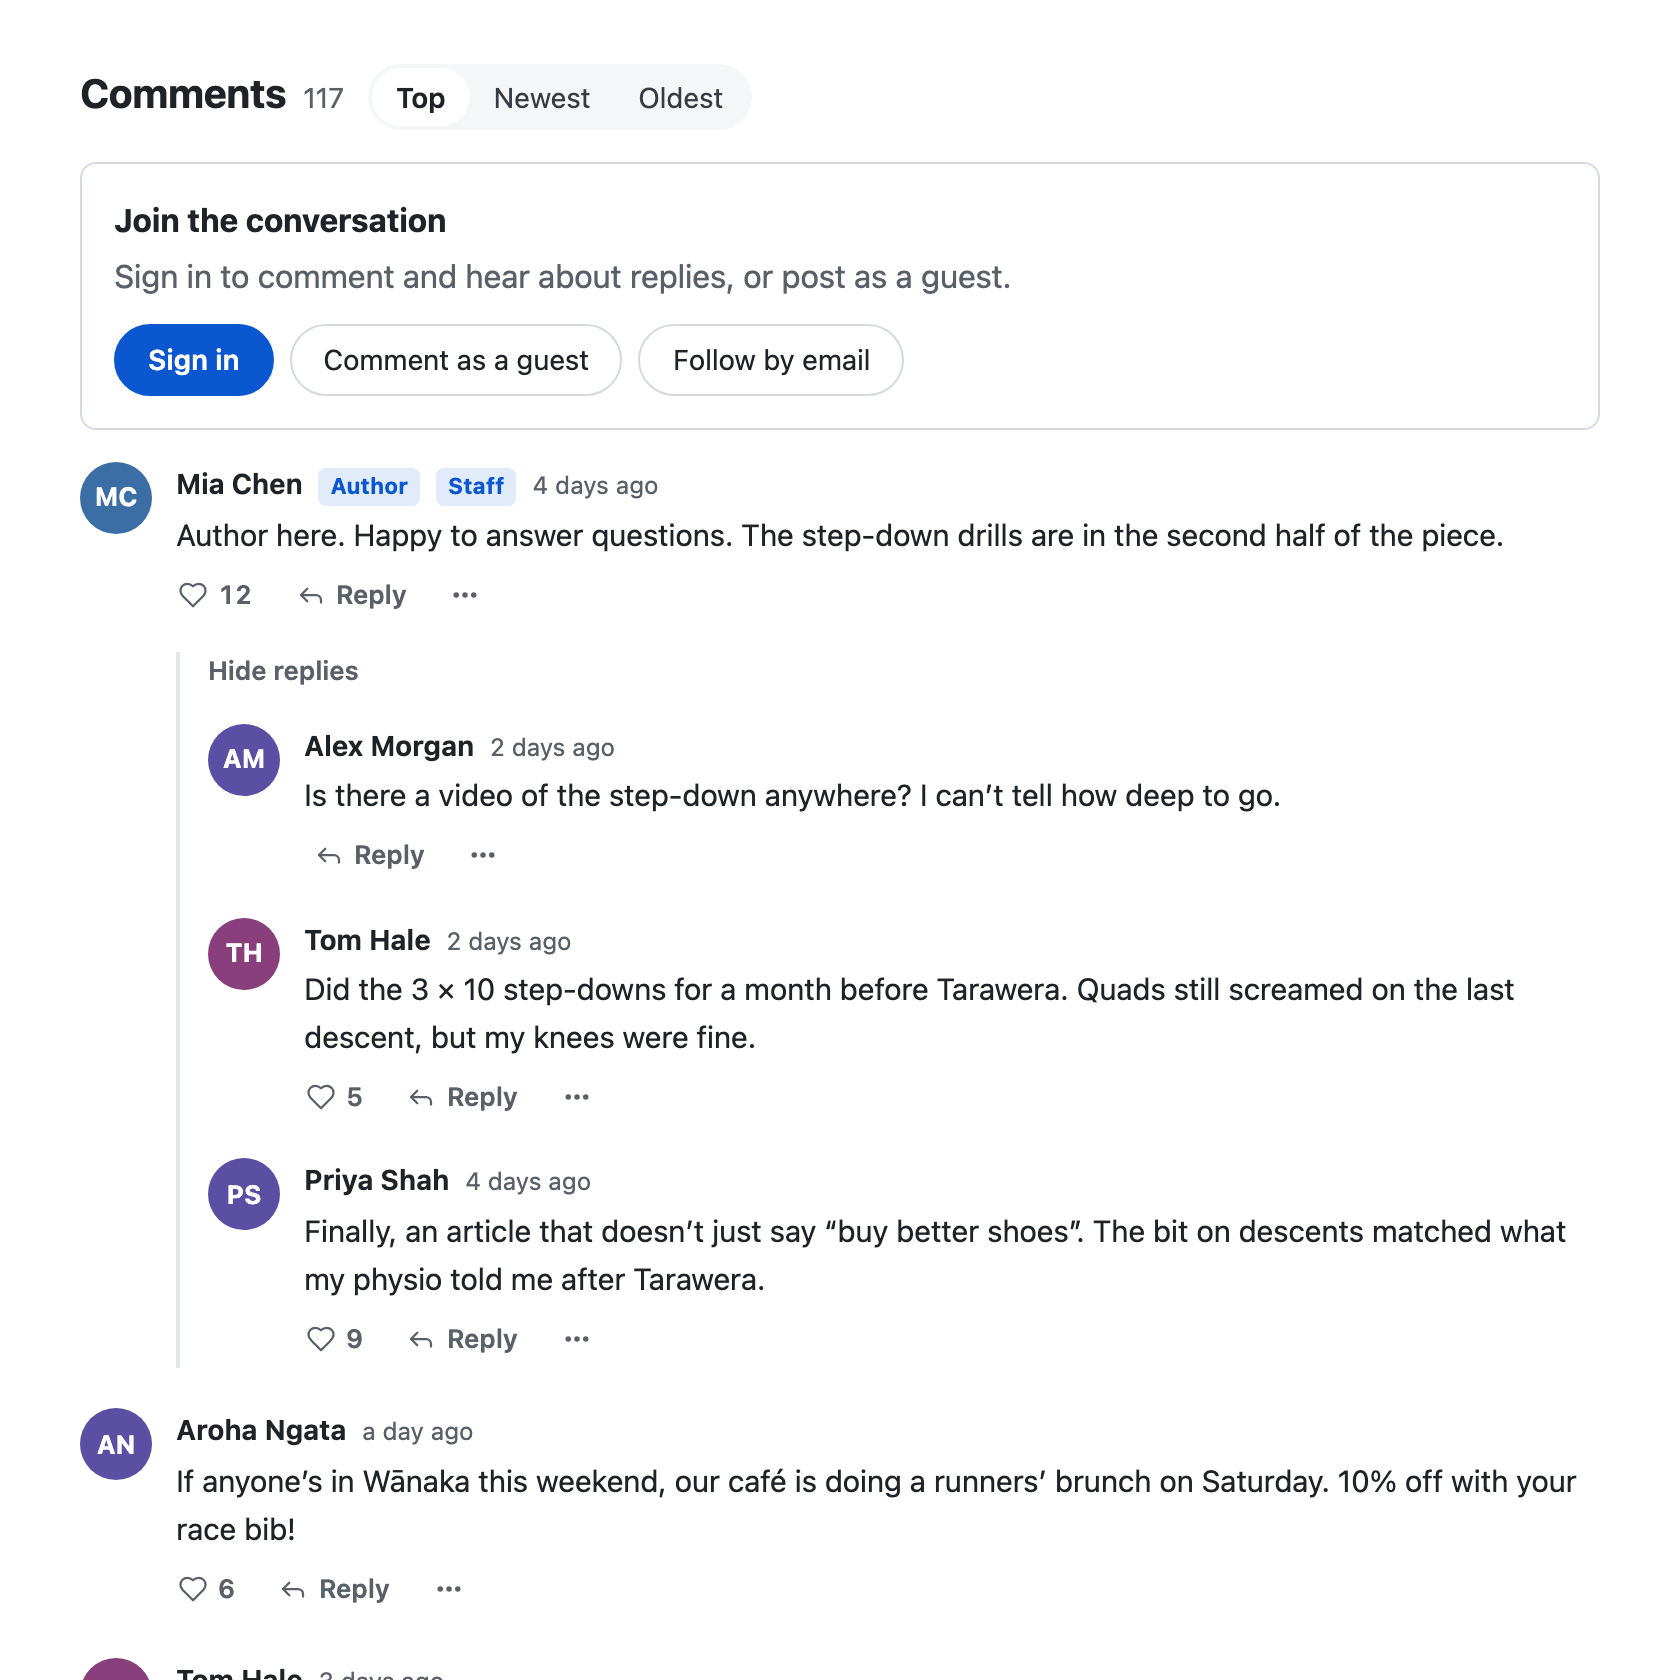 Comments 117 Top Newest Oldest
Join the conversation
Sign in to comment and hear about replies, or post as a guest.
Sign in Comment as a guest Follow by email
MC Mia Chen Author Staff 4 days ago
Author here. Happy to answer questions. The step-down drills are in the second half of the piece.
12 Reply ···
Hide replies
AM Alex Morgan 2 days ago
Is there a video of the step-down anywhere? I can’t tell how deep to go.
Reply ···
TH Tom Hale 2 days ago
Did the 3 × 10 step-downs for a month before Tarawera. Quads still screamed on the last
descent, but my knees were fine.
5 Reply ···
PS Priya Shah 4 days ago
Finally, an article that doesn’t just say “buy better shoes”. The bit on descents matched what
my physio told me after Tarawera.
9 Reply ···
AN Aroha Ngata a day ago
If anyone’s in Wānaka this weekend, our café is doing a runners’ brunch on Saturday. 10% off with your
race bib!
6 Reply ···
Tom Hale days ago